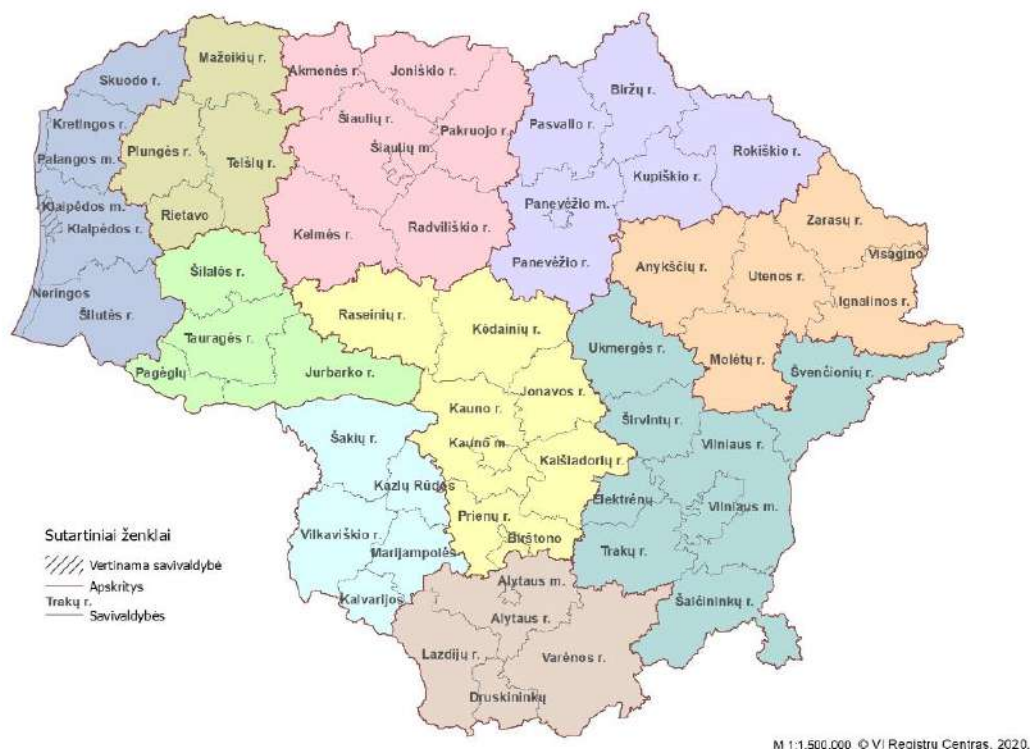 Skuodo r.
Mažeikių r.
Akmenės r.
Joniškio r.
Biržų r.
Kretingos r.
Šiaulių r.
Pakruojo r.
Pasvalio r.
Palangos m.
Plungės r.
Telšių r.
Šiaulių m.
Rokiškio r.
Kupiškio r.
Klaipėdos m.
Rietavo
Panevėžio m.
Klaipėdos r.
Kelmės r.
Radviliškio r.
Zarasų r.
Visagino
Šilalės r.
Panevėžio r.
Anykščių r.
Utenos r.
Neringos
Ignalinos r.
Šilutės r.
Raseinių r.
Kėdainių r.
Tauragės r.
Ukmergės r.
Molėtų r.
Pagėgių
Jurbarko r.
Švenčionių r.
Jonavos r.
Kauno r.
Širvintų r.
Šakių r.
Kauno m.
Vilniaus r.
Kaišiadorių r.
Kazlų Rūdos
Elektrėnų
Vilniaus m.
Prienų r.
Vilkaviškio r.
Birštono
Marijampolės
Trakų r.
Alytaus m.
Kalvarijos
Šalčininkų r.
Alytaus r.
Lazdijų r.
Varėnos r.
Druskininkų
Sutartiniai ženklai
Vertinama savivaldybė
Apskritys
Trakų r.
Savivaldybės
M 1:1.500.000 © VĮ Registrų Centras, 2020.